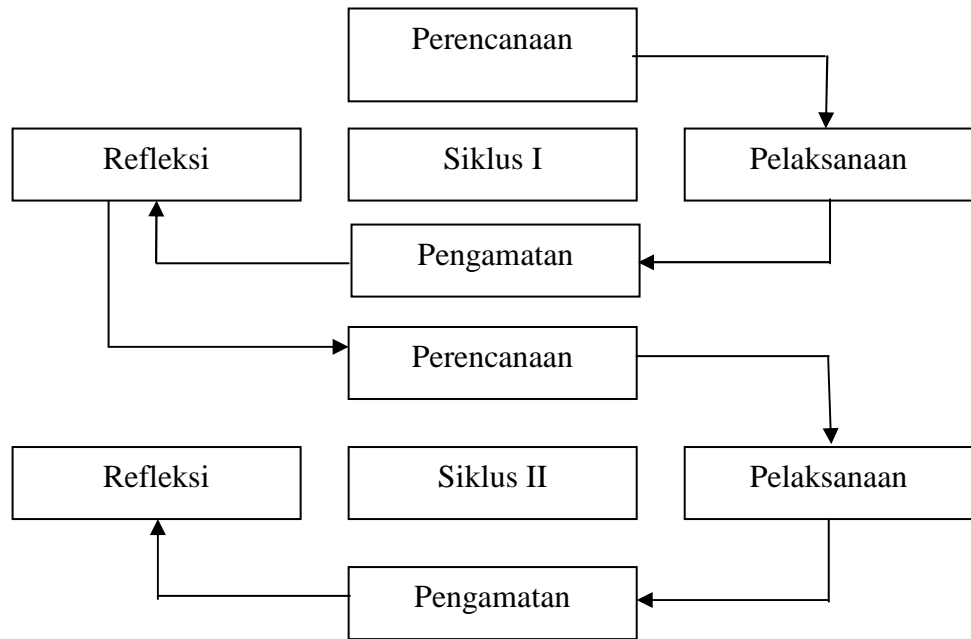 Perencanaan
Refleksi
Siklus I
Pelaksanaan
Pengamatan
Perencanaan
Refleksi
Siklus II
Pelaksanaan
Pengamatan